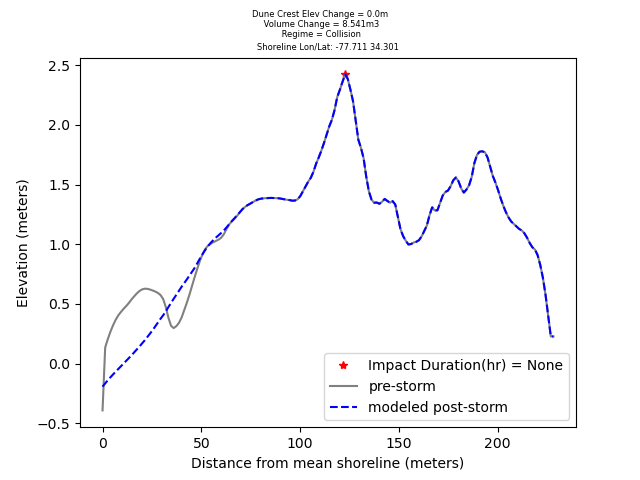 Dune Crest Elev Change = 0.0m
Volume Change = 8.541m3
Regime = Collision
Shoreline Lon/Lat: -77.711 34.301
2.5
2.0
1.5
1.0
0.5
0.0
−0.5
Elevation (meters)
Impact Duration(hr) = None
pre-storm
modeled post-storm
0
50
100
150
200
Distance from mean shoreline (meters)